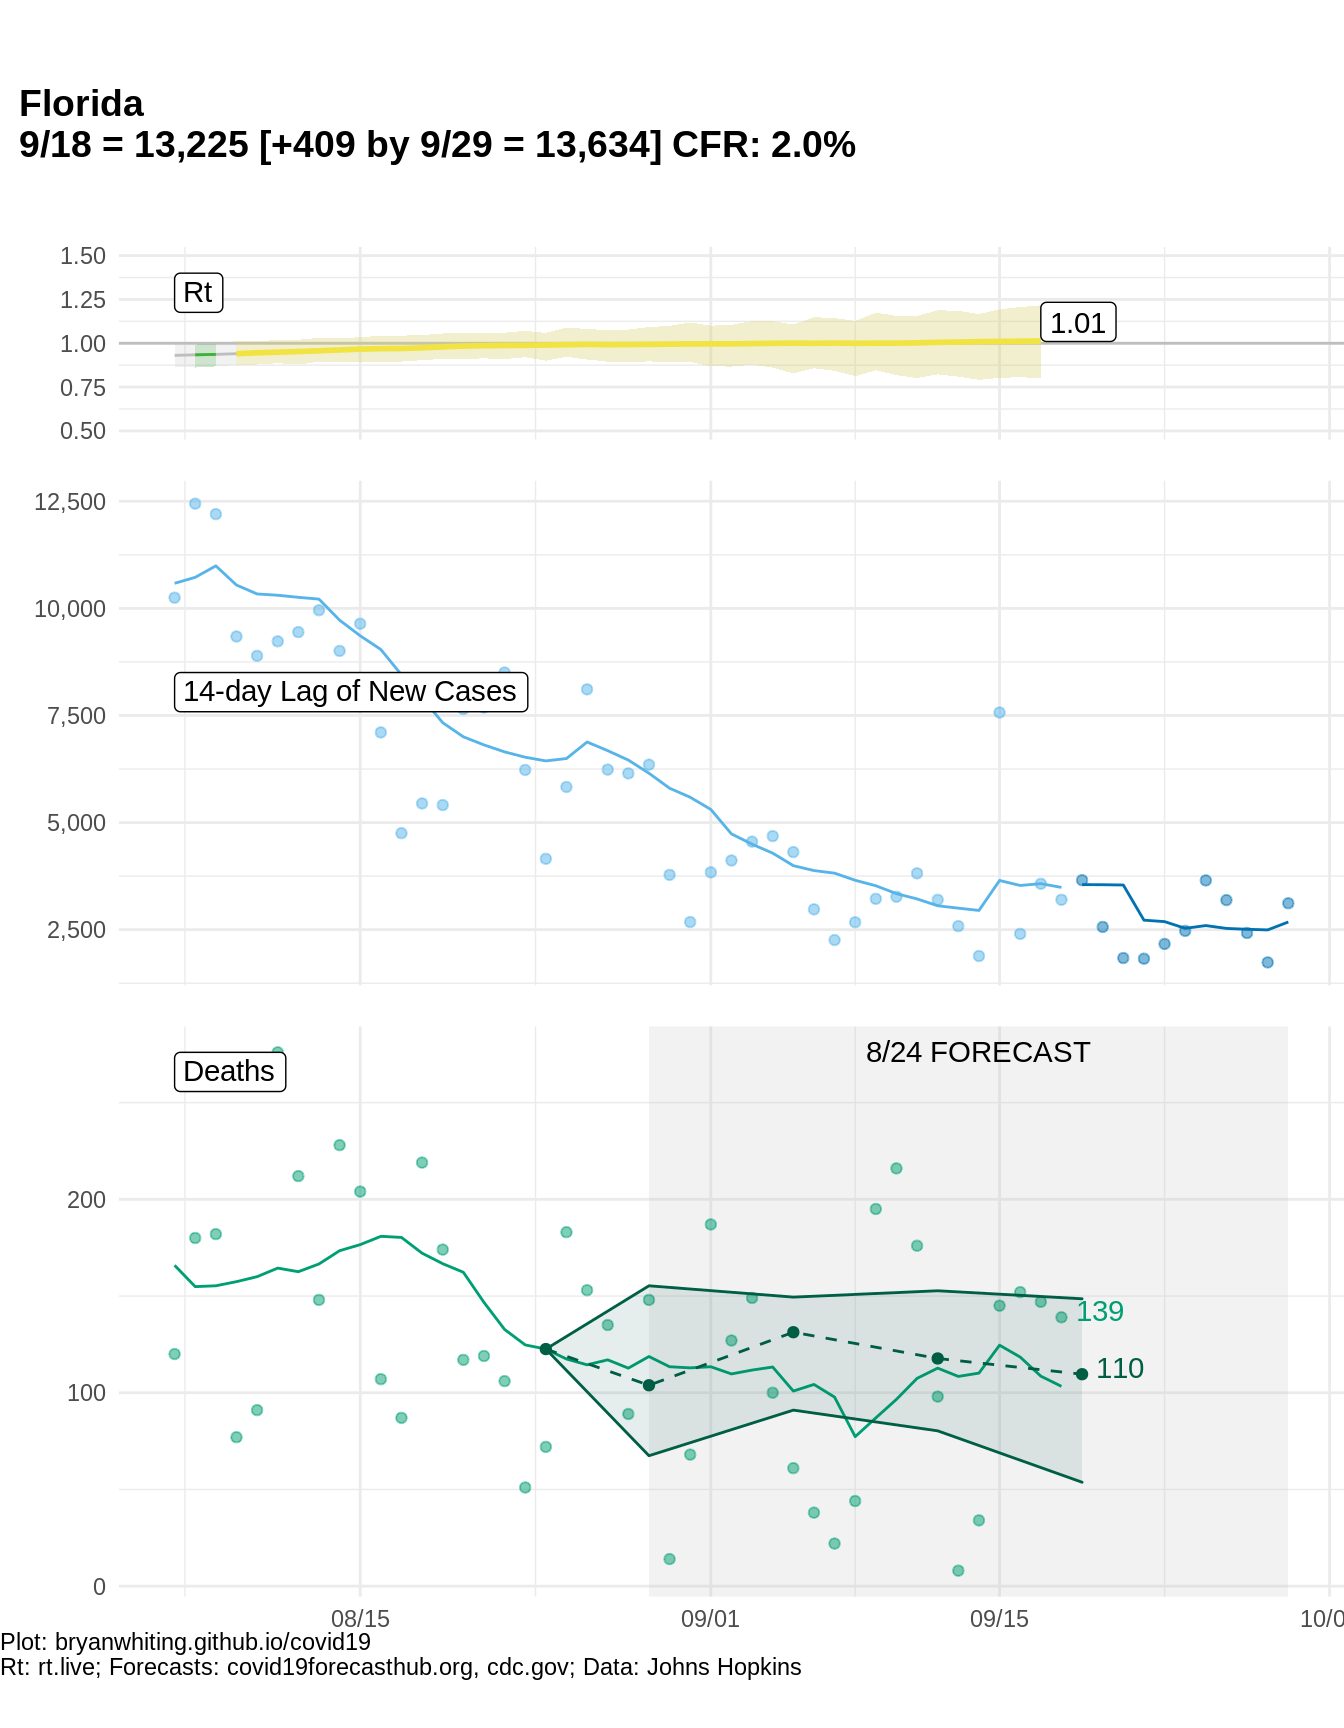 Florida
9/18 = 13,225 [+409 by 9/29 = 13,634] CFR: 2.0%
1.50
1.25
1.00
0.75
0.50
Rt
1.01
12,500
10,000
7,500
5,000
2,500
14-day Lag of New Cases
Deaths
8/24 FORECAST
200
100
0
139
110
08/15
09/01
09/15
10/0
Plot: bryanwhiting.github.io/covid19
Rt: rt.live; Forecasts: covid19forecasthub.org, cdc.gov; Data: Johns Hopkins